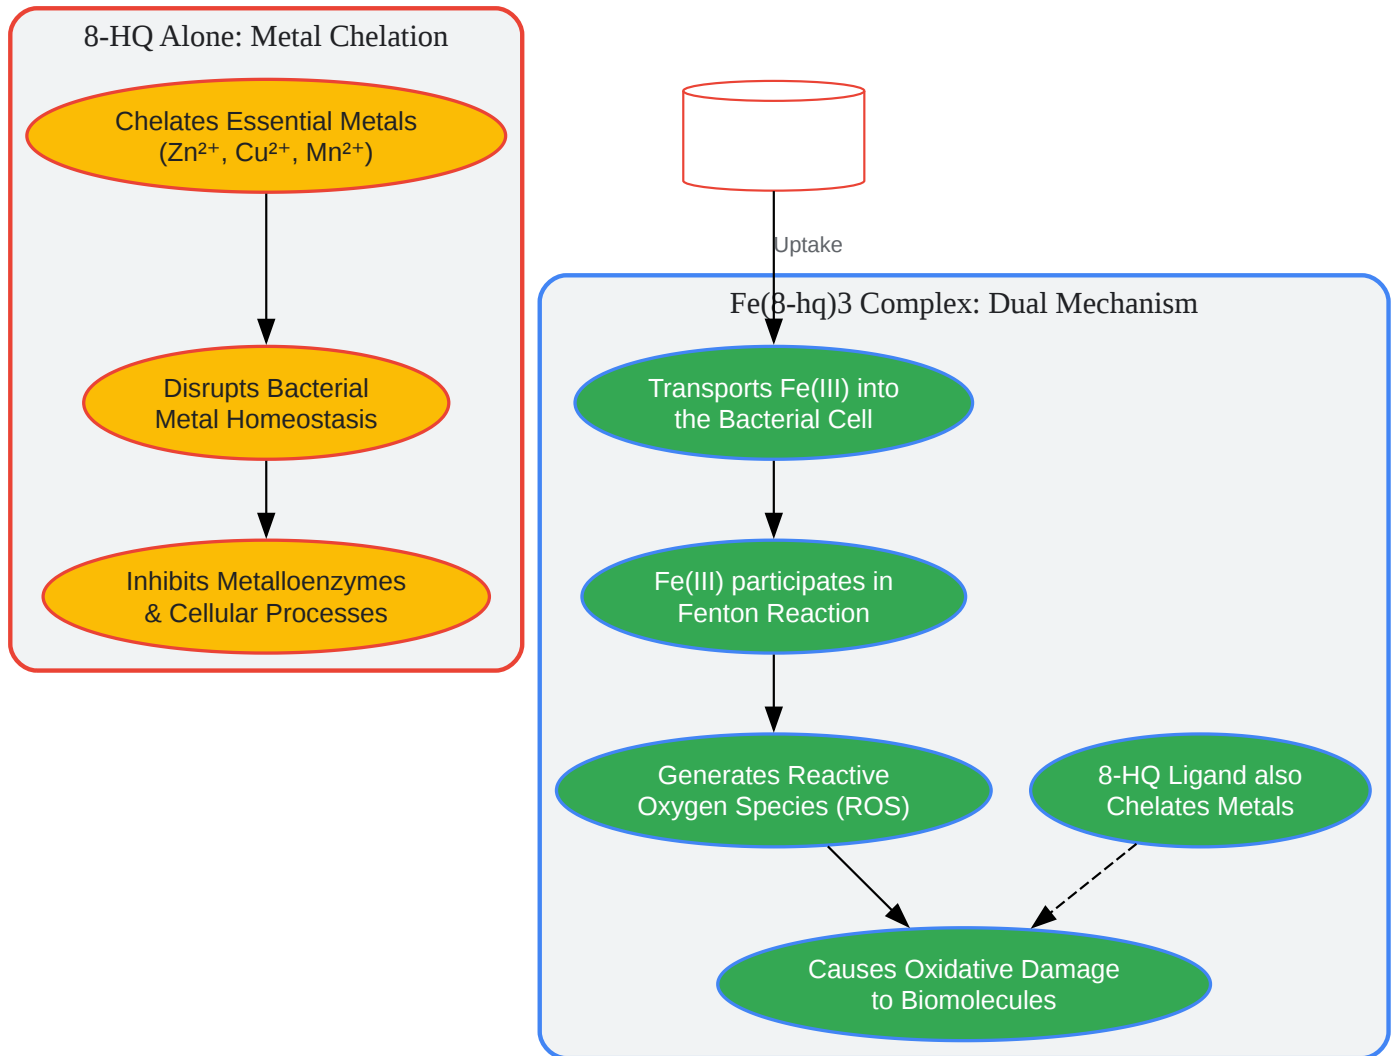 8-HQ Alone: Metal Chelation
Chelates Essential Metals
(Zn²⁺, Cu²⁺, Mn²⁺)
Disrupts Bacterial
Metal Homeostasis
Inhibits Metalloenzymes
& Cellular Processes
Uptake
Fe(8-hq)3 Complex: Dual Mechanism
Transports Fe(III) into
the Bacterial Cell
Fe(III) participates in
Fenton Reaction
Generates Reactive
Oxygen Species (ROS)
8-HQ Ligand also
Chelates Metals
Causes Oxidative Damage
to Biomolecules